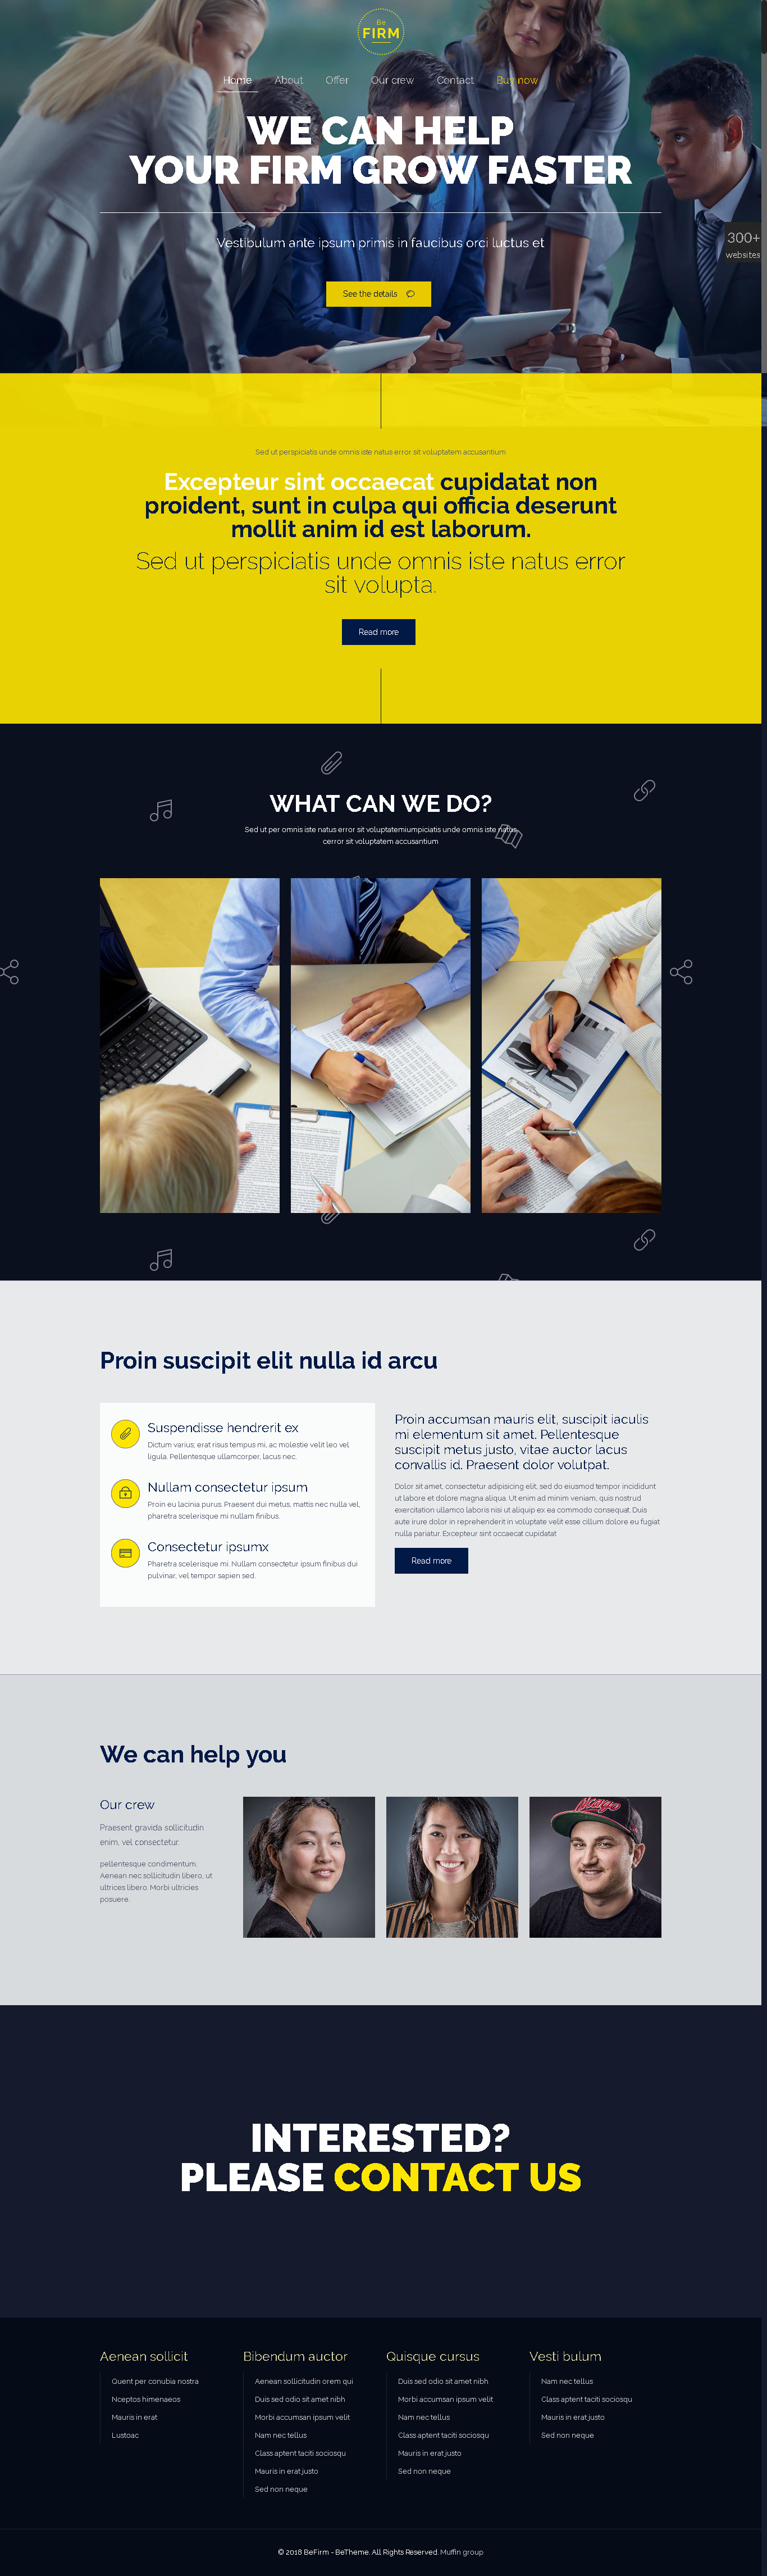 Be
FIRM
Home About Offer Our crew Contact Buy now
WE CAN HELP
YOUR FIRM GROW FASTER
Vestibulum ante ipsum primis in faucibus orci luctus et
300+
websites
See the details
Sed ut perspiciatis unde omnis iste natus error sit voluptatem accusantium
Excepteur sint occaecat cupidatat non
proident, sunt in culpa qui officia deserunt
mollit anim id est laborum.
Sed ut perspiciatis unde omnis iste natus error
sit volupta.
Read more
WHAT CAN WE DO?
Sed ut per omnis iste natus error sit voluptatemiumpiciatis unde omnis iste natus
cerror sit voluptatem accusantium
Proin suscipit elit nulla id arcu
Suspendisse hendrerit ex
Dictum varius; erat risus tempus mi, ac molestie velit leo vel
ligula. Pellentesque ullamcorper, lacus nec.
Nullam consectetur ipsum
Proin eu lacinia purus. Praesent dui metus, mattis nec nulla vel,
pharetra scelerisque mi nullam finibus.
Consectetur ipsumx
Pharetra scelerisque mi. Nullam consectetur ipsum finibus dui
pulvinar, vel tempor sapien sed.
Proin accumsan mauris elit, suscipit iaculis
mi elementum sit amet. Pellentesque
suscipit metus justo, vitae auctor lacus
convallis id. Praesent dolor volutpat.
Dolor sit amet, consectetur adipisicing elit, sed do eiusmod tempor incididunt
ut labore et dolore magna aliqua. Ut enim ad minim veniam, quis nostrud
exercitation ullamco laboris nisi ut aliquip ex ea commodo consequat. Duis
aute irure dolor in reprehenderit in voluptate velit esse cillum dolore eu fugiat
nulla pariatur. Excepteur sint occaecat cupidatat
Read more
We can help you
Our crew
Praesent gravida sollicitudin
enim, vel consectetur.
pellentesque condimentum.
Aenean nec sollicitudin libero, ut
ultrices libero. Morbi ultricies
posuere.
INTERESTED?
PLEASE CONTACT US
Aenean sollicit
Quent per conubia nostra
Nceptos himenaeos
Mauris in erat
Lustoac
Bibendum auctor
Aenean sollicitudin orem qui
Duis sed odio sit amet nibh
Morbi accumsan ipsum velit
Nam nec tellus
Class aptent taciti sociosqu
Mauris in erat justo
Sed non neque
Quisque cursus
Duis sed odio sit amet nibh
Morbi accumsan ipsum velit
Nam nec tellus
Class aptent taciti sociosqu
Mauris in erat justo
Sed non neque
Vesti bulum
Nam nec tellus
Class aptent taciti sociosqu
Mauris in erat justo
Sed non neque
© 2018 BeFirm - BeTheme. All Rights Reserved. Muffin group